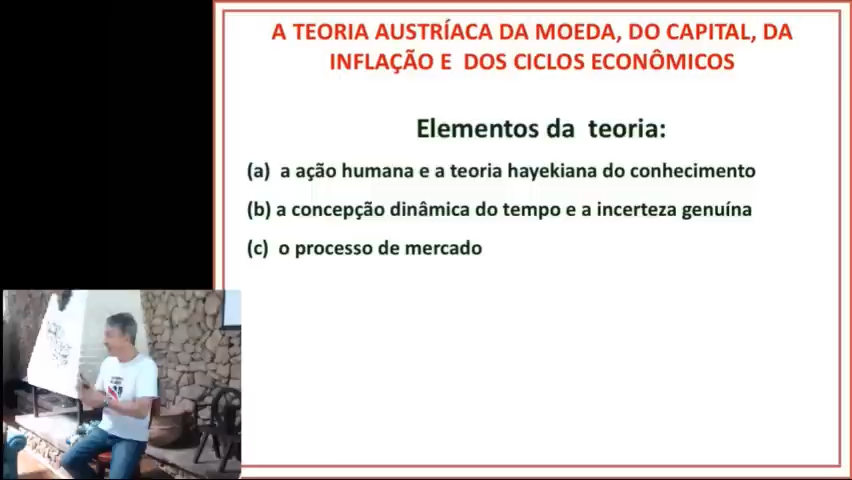 A TEORIA AUSTRÍACA DA MOEDA, DO CAPITAL, DA
INFLAÇÃO E DOS CICLOS ECONÔMICOS
Elementos da teoria:
(a) a ação humana e a teoria hayekiana do conhecimento
(b) a concepção dinâmica do tempo e a incerteza genuína
(c) o processo de mercado